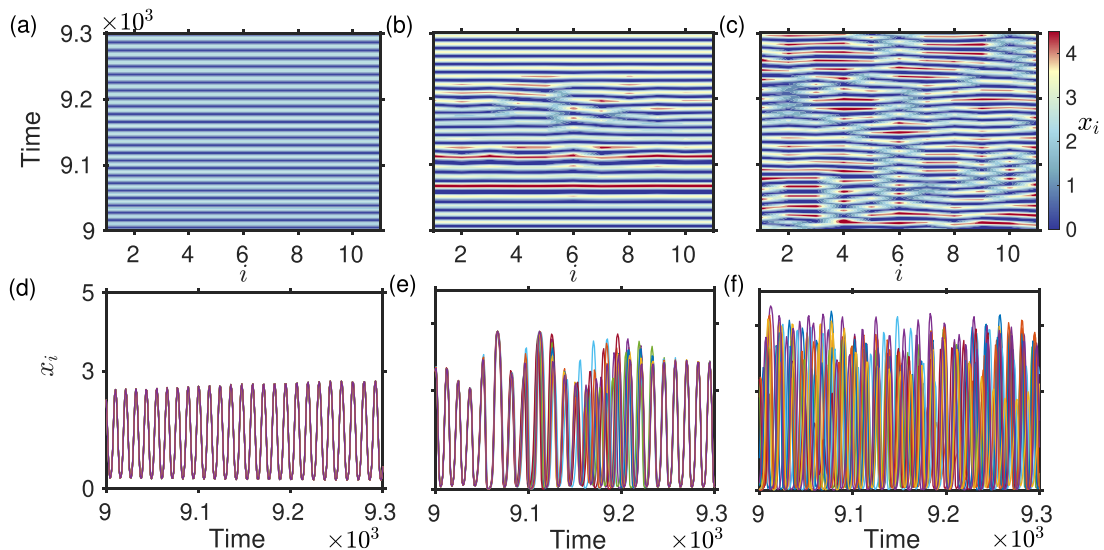 (a) ×10³ (b) (c)
9.3
9.2
9.1
9
Time
2 4 6 8 10
i
2 4 6 8 10
i
2 4 6 8 10
4
3
2
1
0
x_i
(d) (e) (f)
5
3
0
x_i
9 9.1 9.2 9.3
Time ×10³
9 9.1 9.2 9.3
Time ×10³
9 9.1 9.2 9.3
Time ×10³